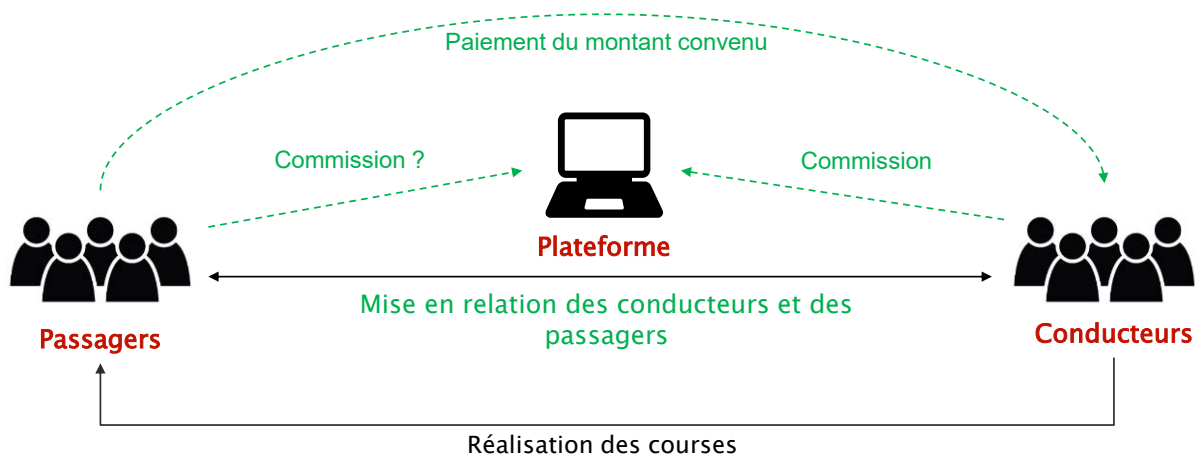 Paiement du montant convenu
Commission ?
Commission
Plateforme
Mise en relation des conducteurs et des
passagers
Passagers
Conducteurs
Réalisation des courses